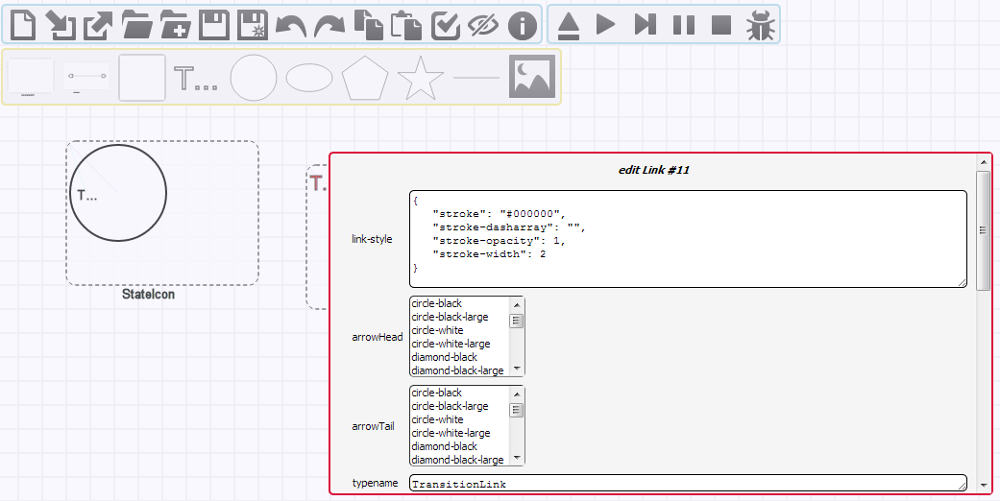 T...
T...
StateIcon
T.
edit Link #11
link-style
{
"stroke": "#000000",
"stroke-dasharray": "",
"stroke-opacity": 1,
"stroke-width": 2
}
arrowHead
circle-black
circle-black-large
circle-white
circle-white-large
diamond-black
diamond-black-large
arrowTail
circle-black
circle-black-large
circle-white
circle-white-large
diamond-black
diamond-black-large
typename
TransitionLink